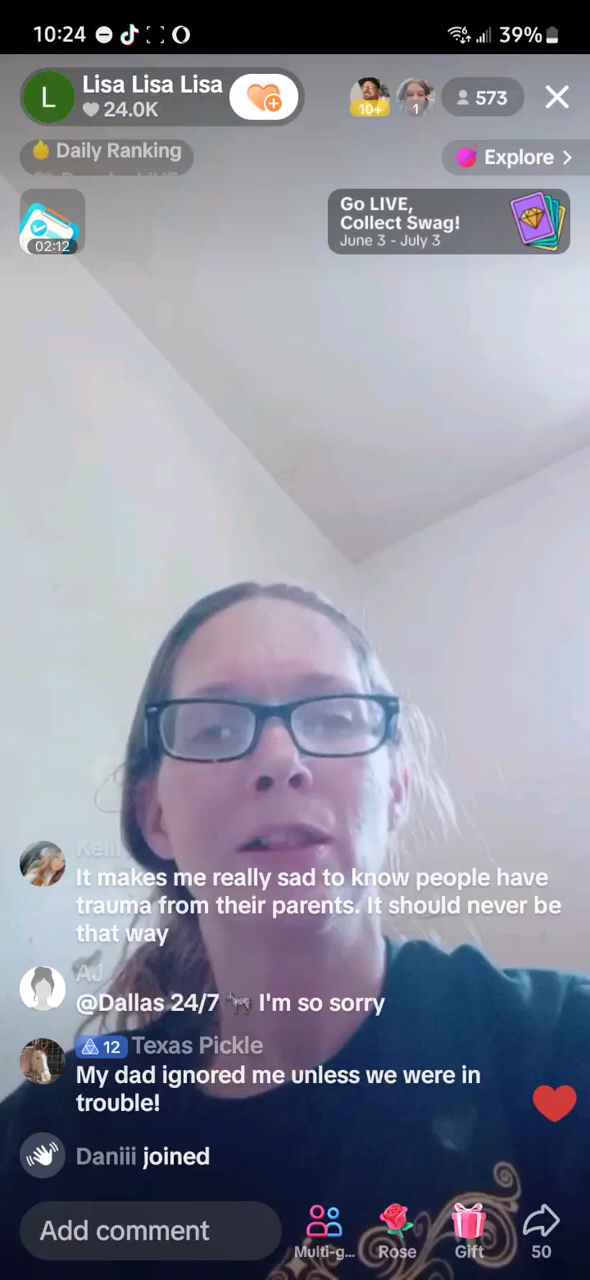 10:24
39%
L
Lisa Lisa Lisa
24.0K
10+
1
573
Daily Ranking
Explore >
02:12
Go LIVE,
Collect Swag!
June 3 - July 3
Kelli
It makes me really sad to know people have
trauma from their parents. It should never be
that way
AJ
@Dallas 24/7 🦓 I'm so sorry
12 Texas Pickle
My dad ignored me unless we were in
trouble!
Daniii joined
Add comment
Multi-g...
Rose
Gift
50